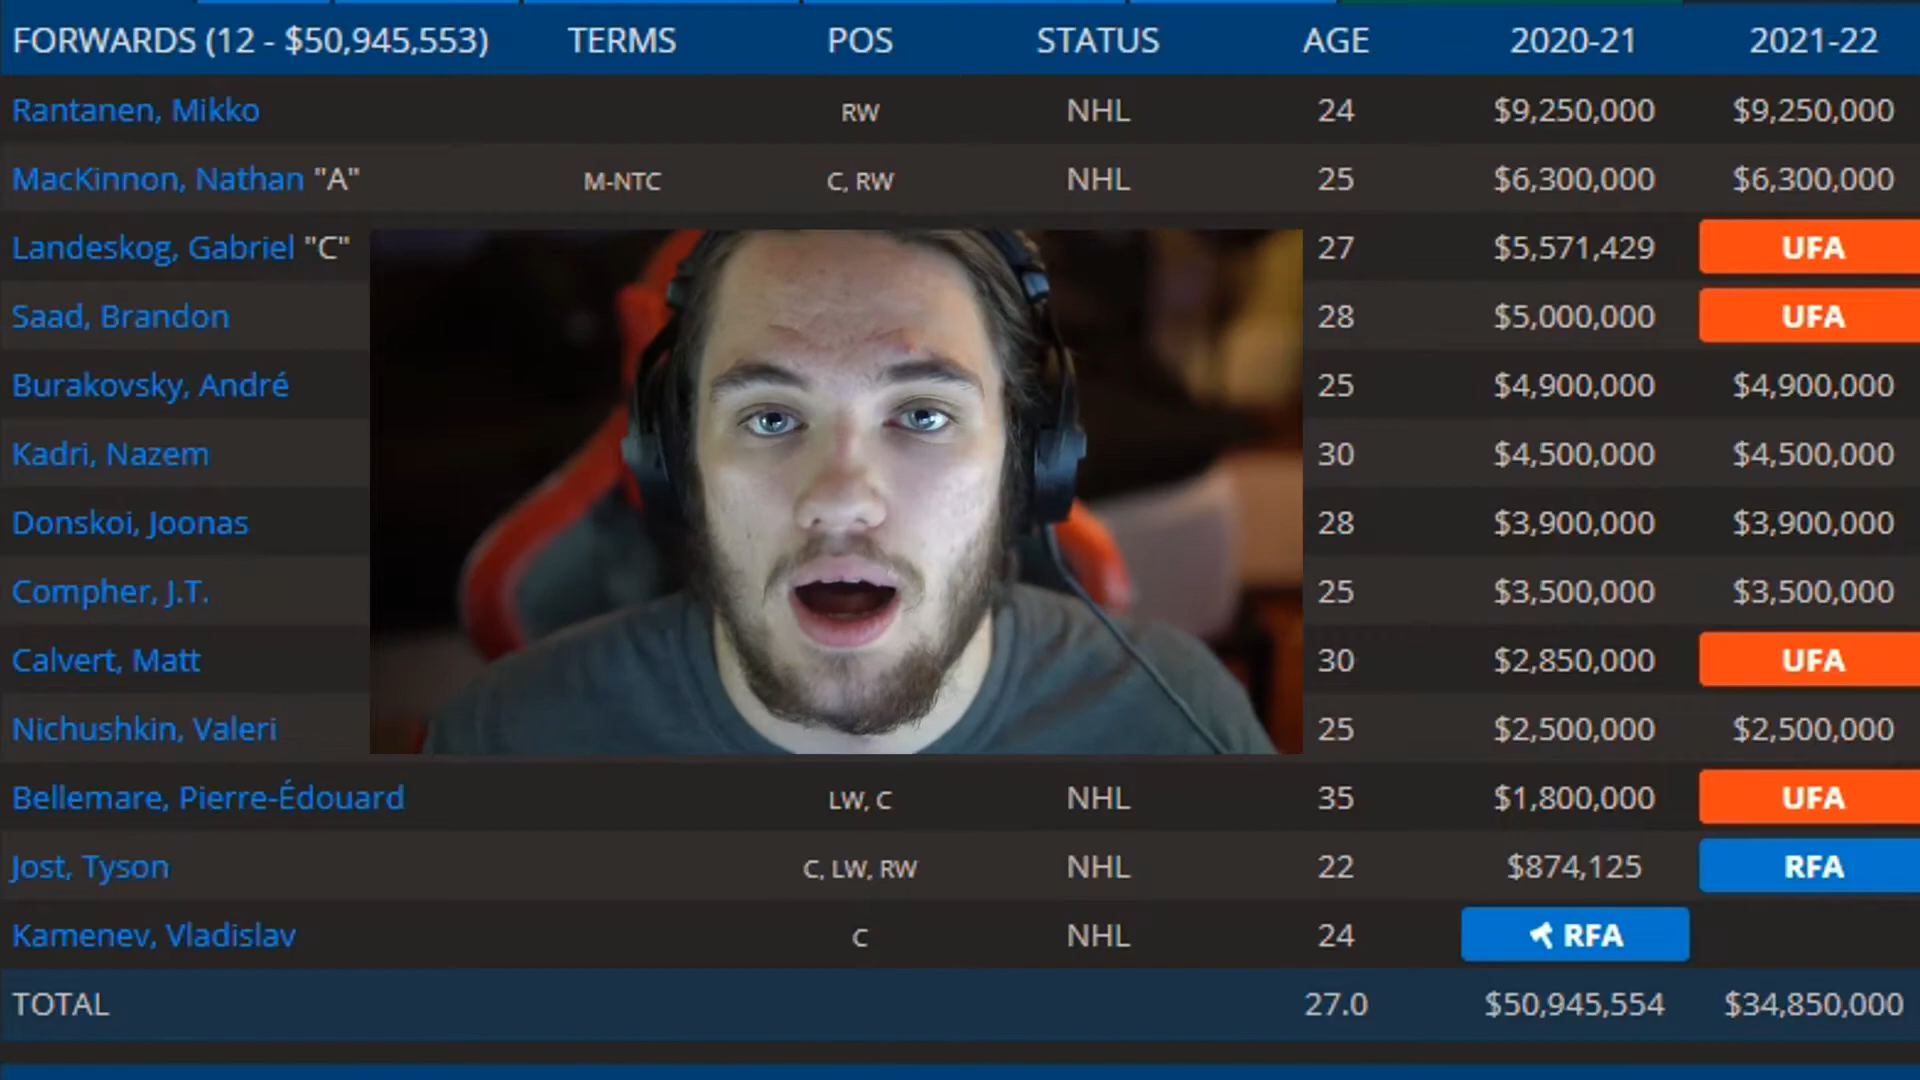 FORWARDS (12 - $50,945,553) TERMS POS STATUS AGE 2020-21 2021-22
Rantanen, Mikko RW NHL 24 $9,250,000 $9,250,000
MacKinnon, Nathan "A" M-NTC C, RW NHL 25 $6,300,000 $6,300,000
Landeskog, Gabriel "C" 27 $5,571,429 UFA
Saad, Brandon 28 $5,000,000 UFA
Burakovsky, André 25 $4,900,000 $4,900,000
Kadri, Nazem 30 $4,500,000 $4,500,000
Donskoi, Joonas 28 $3,900,000 $3,900,000
Compher, J.T. 25 $3,500,000 $3,500,000
Calvert, Matt 30 $2,850,000 UFA
Nichushkin, Valeri 25 $2,500,000 $2,500,000
Bellemare, Pierre-Édouard LW, C NHL 35 $1,800,000 UFA
Jost, Tyson C, LW, RW NHL 22 $874,125 RFA
Kamenev, Vladislav C NHL 24 RFA
TOTAL 27.0 $50,945,554 $34,850,000